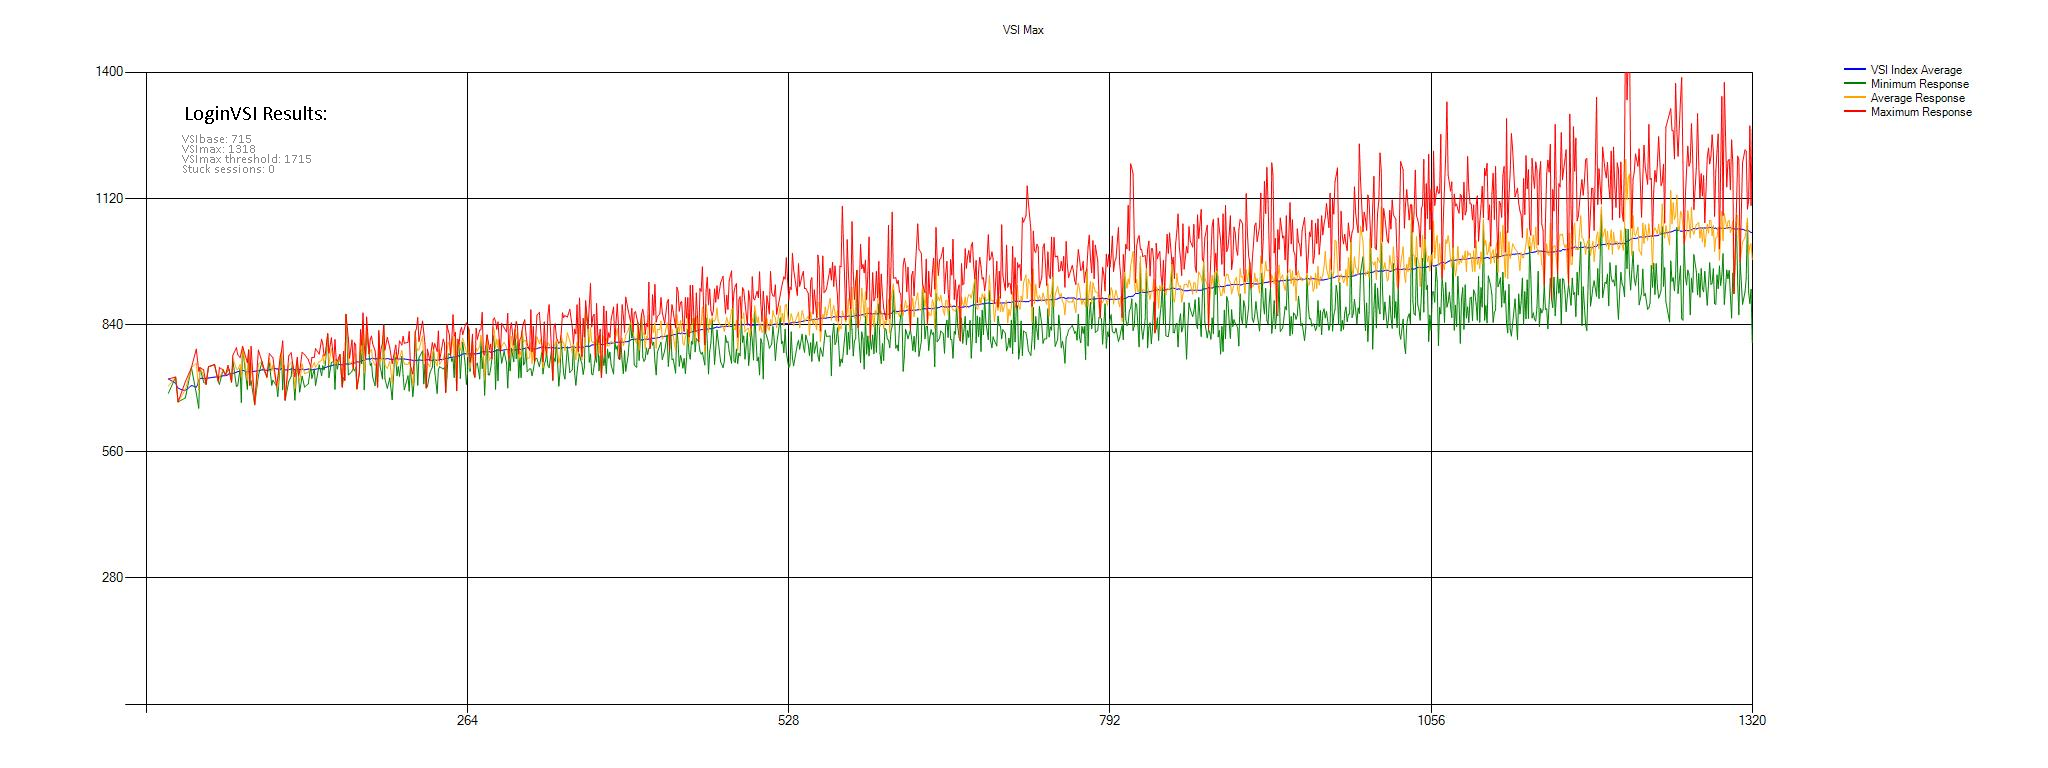 VSI Max
1400
VSI Index Average
Minimum Response
Average Response
Maximum Response
LoginVSI Results:
VSIbase: 715
VSImax: 1318
VSImax threshold: 1715
Stuck sessions: 0
1120
840
560
280
264 528 792 1056 1320